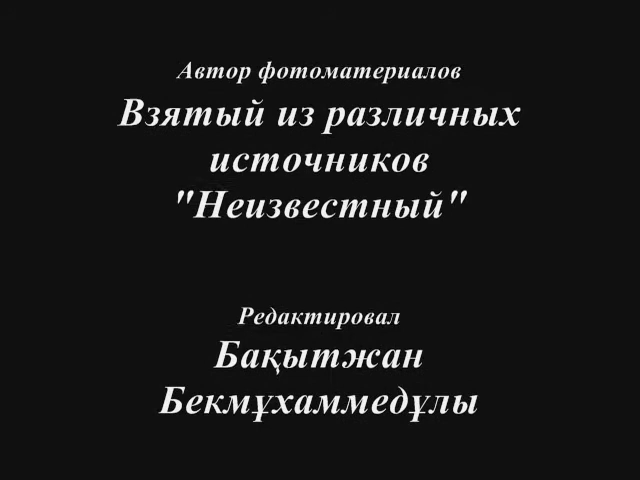 Автор фотоматериалов
Взятый из различных
источников
"Неизвестный"
Редактировал
Бақытжан
Бекмұхаммедұлы